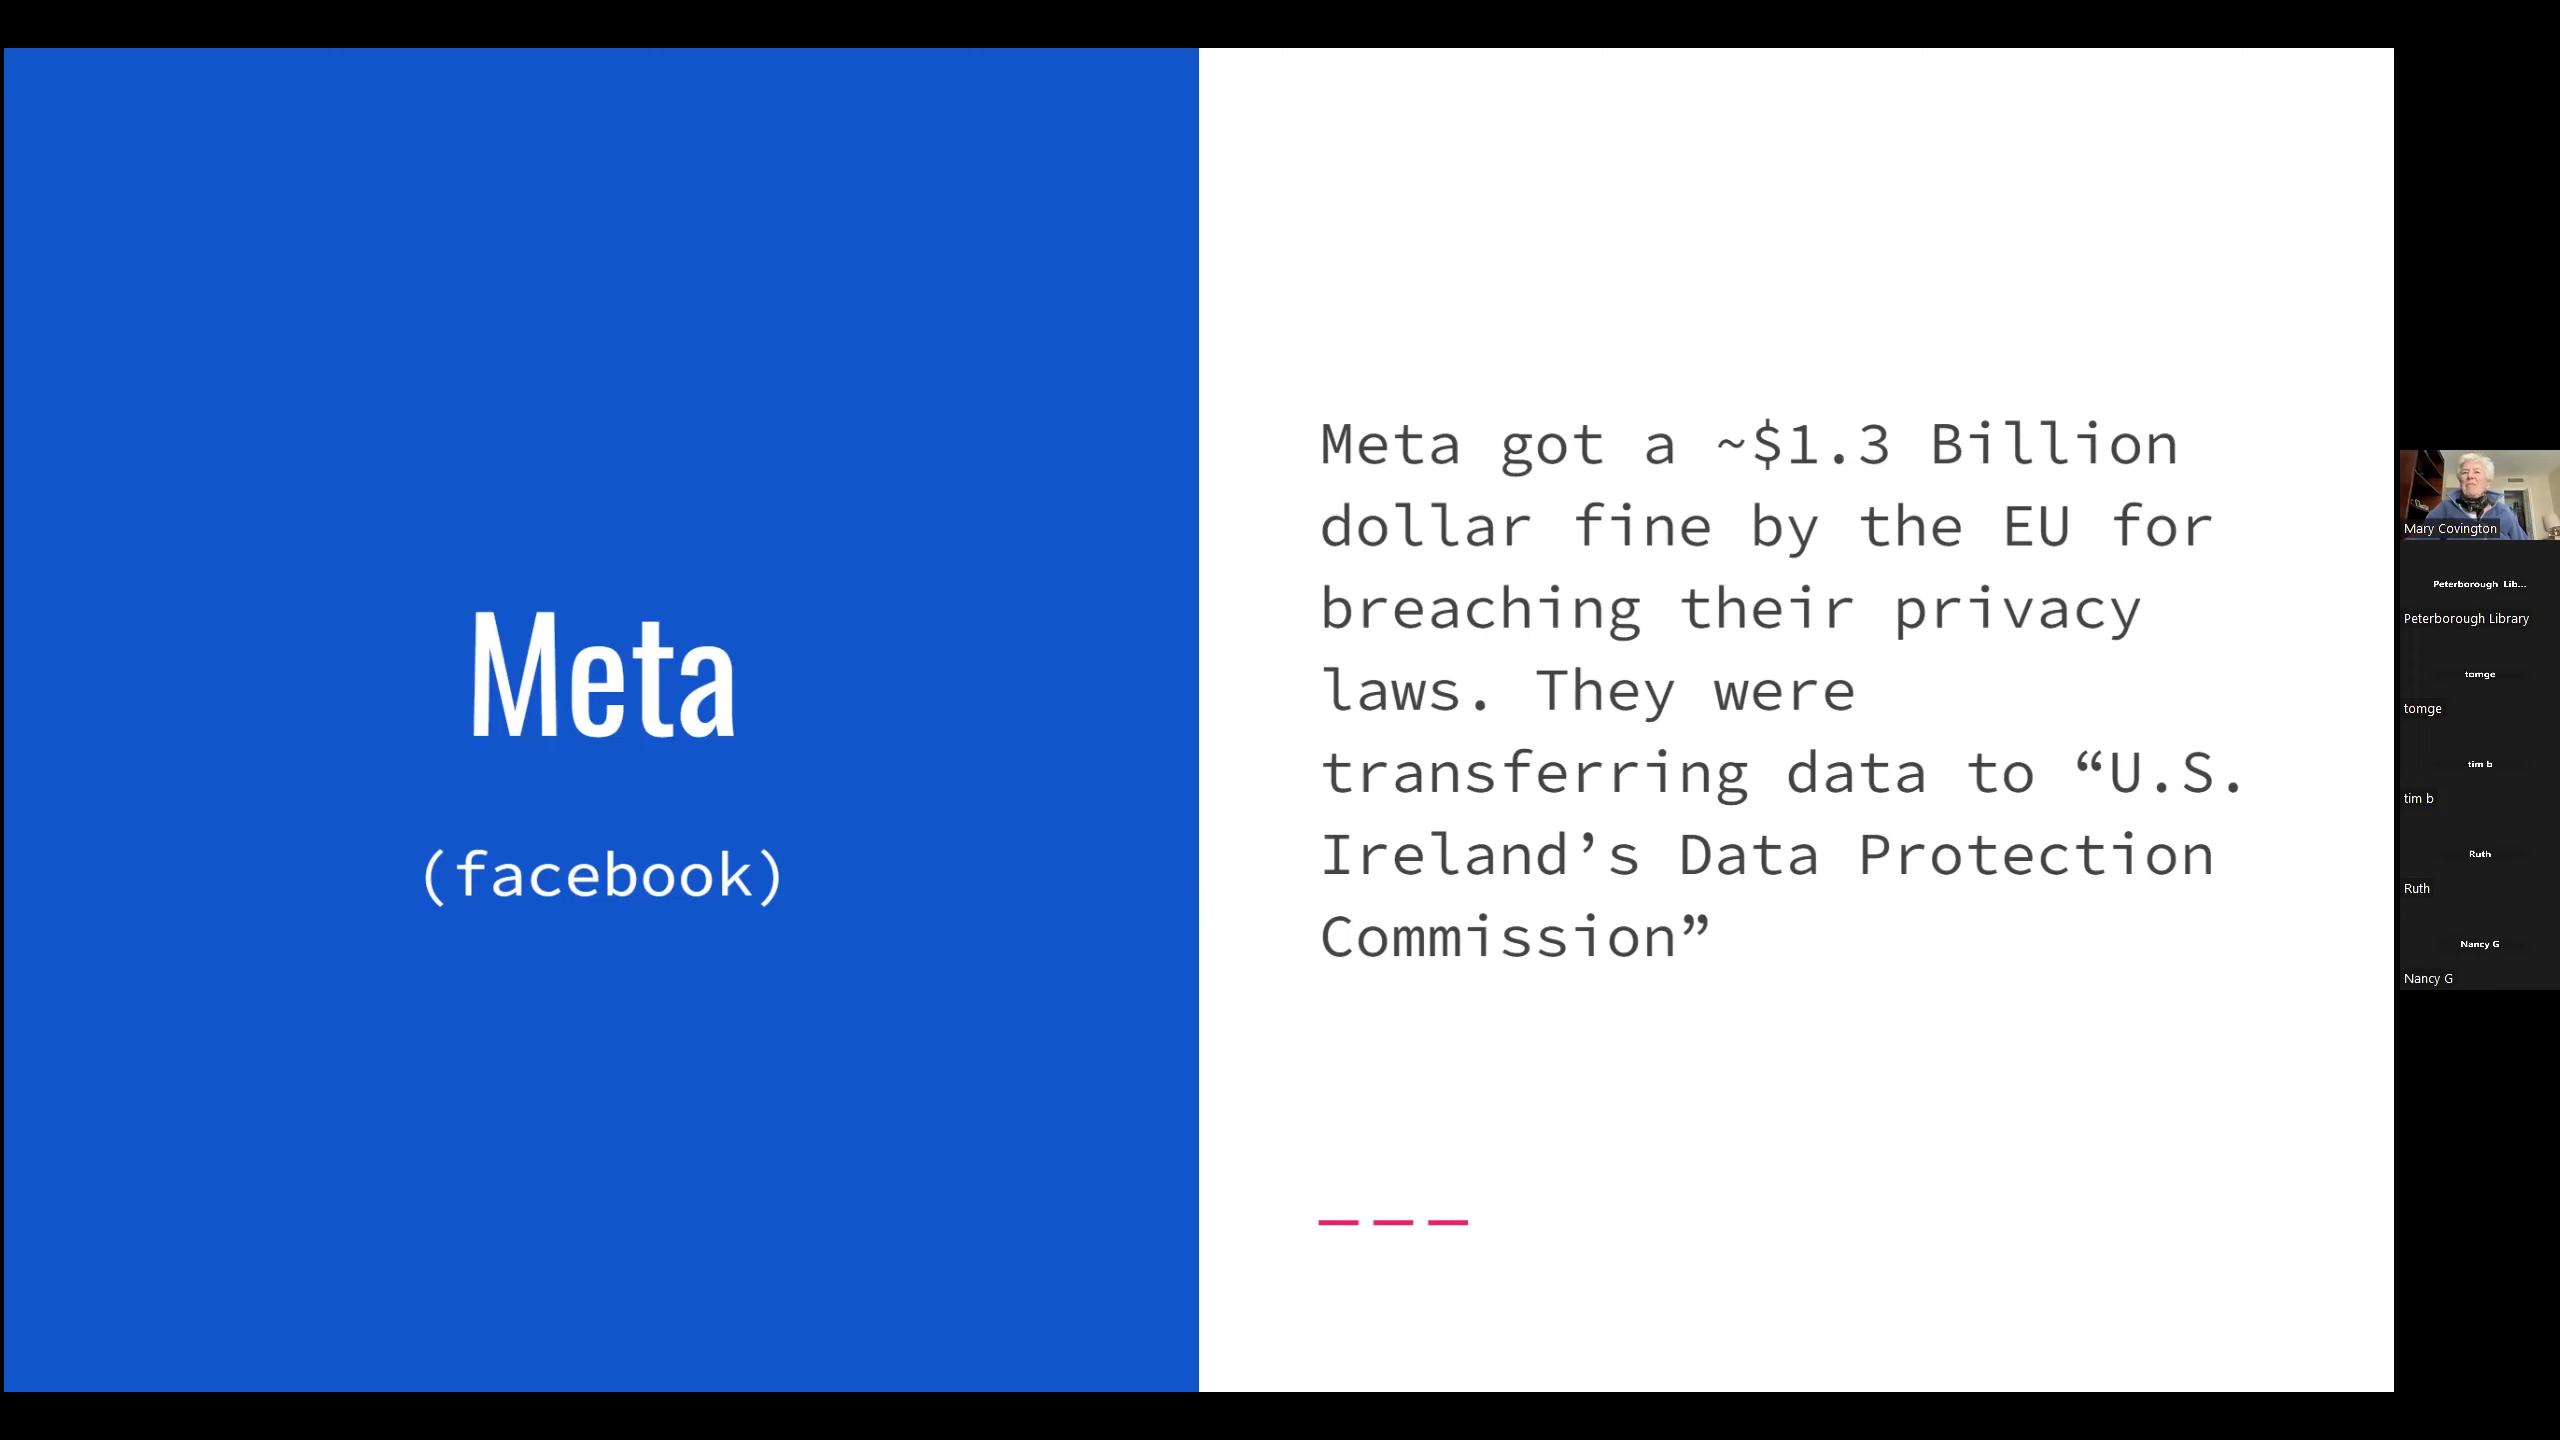 Meta
(facebook)
Meta got a ~$1.3 Billion
dollar fine by the EU for
breaching their privacy
laws. They were
transferring data to “U.S.
Ireland’s Data Protection
Commission”
Mary Covington
Peterborough Lib...
Peterborough Library
tomge
tomge
tim b
tim b
Ruth
Ruth
Nancy G
Nancy G